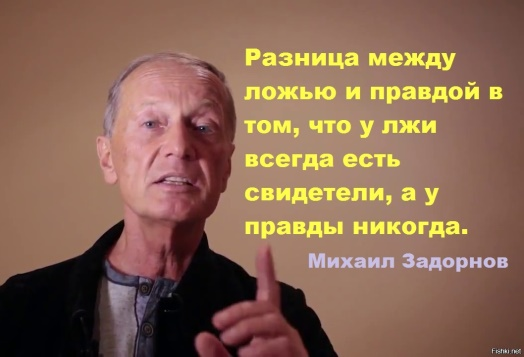 Разница между
ложью и правдой в
том, что у лжи
всегда есть
свидетели, а у
правды никогда.
Михаил Задорнов
Fishki.net